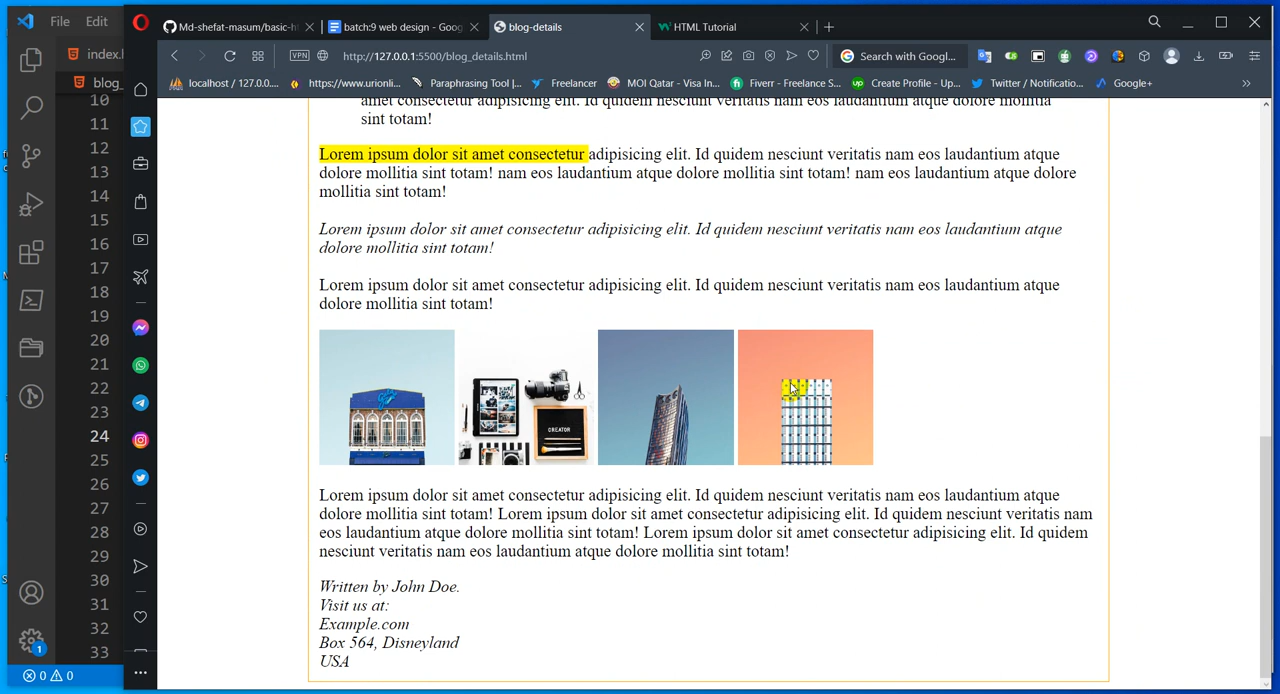 File Edit
Md-shefat-masum/basic-ht
batch:9 web design - Goog
blog-details
HTML Tutorial
index.h
VPN
http://127.0.0.1:5500/blog_details.html
Search with Googl...
blog_
localhost / 127.0.0....
https://www.urionli...
Paraphrasing Tool |...
Freelancer
MOI Qatar - Visa In...
Fiverr - Freelance S...
Create Profile - Up...
Twitter / Notificatio...
Google+
amet consectetur adipisicing elit. Id quidem nesciunt veritatis nam eos laudantium atque dolore mollitia
sint totam!
Lorem ipsum dolor sit amet consectetur adipisicing elit. Id quidem nesciunt veritatis nam eos laudantium atque
dolore mollitia sint totam! nam eos laudantium atque dolore mollitia sint totam! nam eos laudantium atque dolore
mollitia sint totam!
Lorem ipsum dolor sit amet consectetur adipisicing elit. Id quidem nesciunt veritatis nam eos laudantium atque
dolore mollitia sint totam!
Lorem ipsum dolor sit amet consectetur adipisicing elit. Id quidem nesciunt veritatis nam eos laudantium atque
dolore mollitia sint totam!
CREATOR
Lorem ipsum dolor sit amet consectetur adipisicing elit. Id quidem nesciunt veritatis nam eos laudantium atque
dolore mollitia sint totam! Lorem ipsum dolor sit amet consectetur adipisicing elit. Id quidem nesciunt veritatis nam
eos laudantium atque dolore mollitia sint totam! Lorem ipsum dolor sit amet consectetur adipisicing elit. Id quidem
nesciunt veritatis nam eos laudantium atque dolore mollitia sint totam!
Written by John Doe.
Visit us at:
Example.com
Box 564, Disneyland
USA
10
11
12
13
14
15
16
17
18
19
20
21
22
23
24
25
26
27
28
29
30
31
32
33
1
0 0